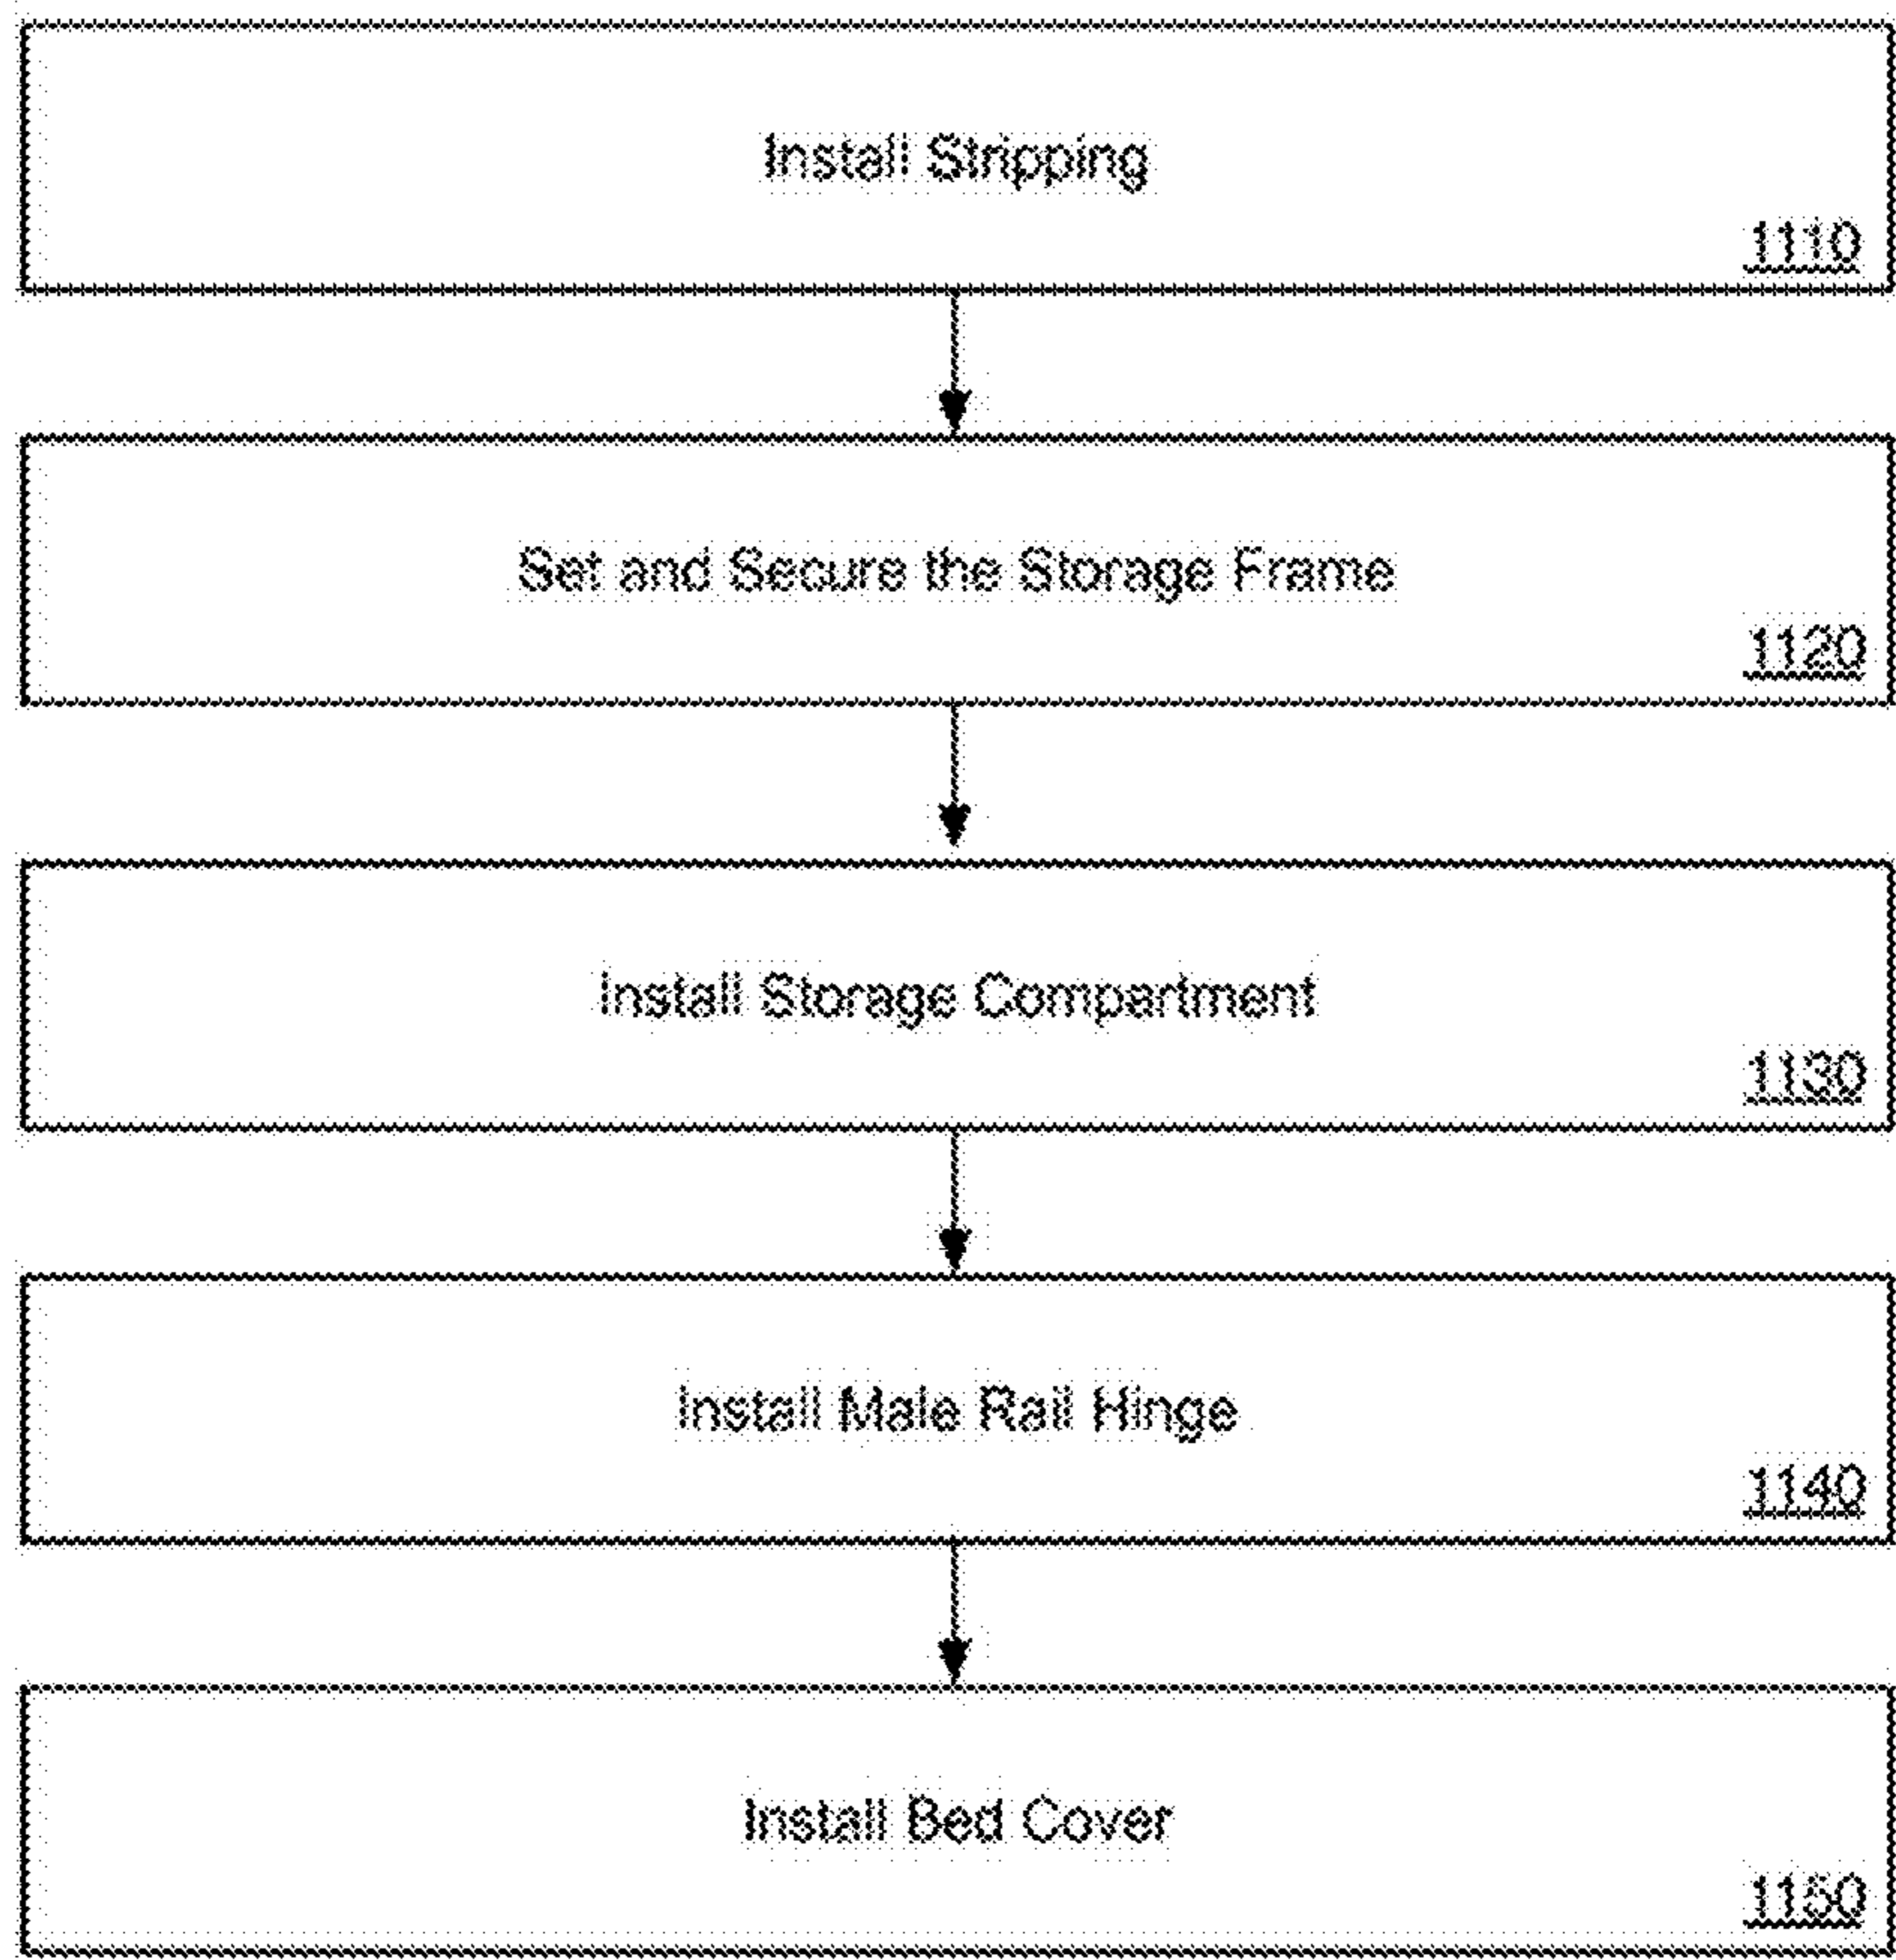 Install Stripping
1110
Set and Secure the Storage Frame
1120
Install Storage Compartment
1130
Install Male Rail Hinge
1140
Install Bed Cover
1150